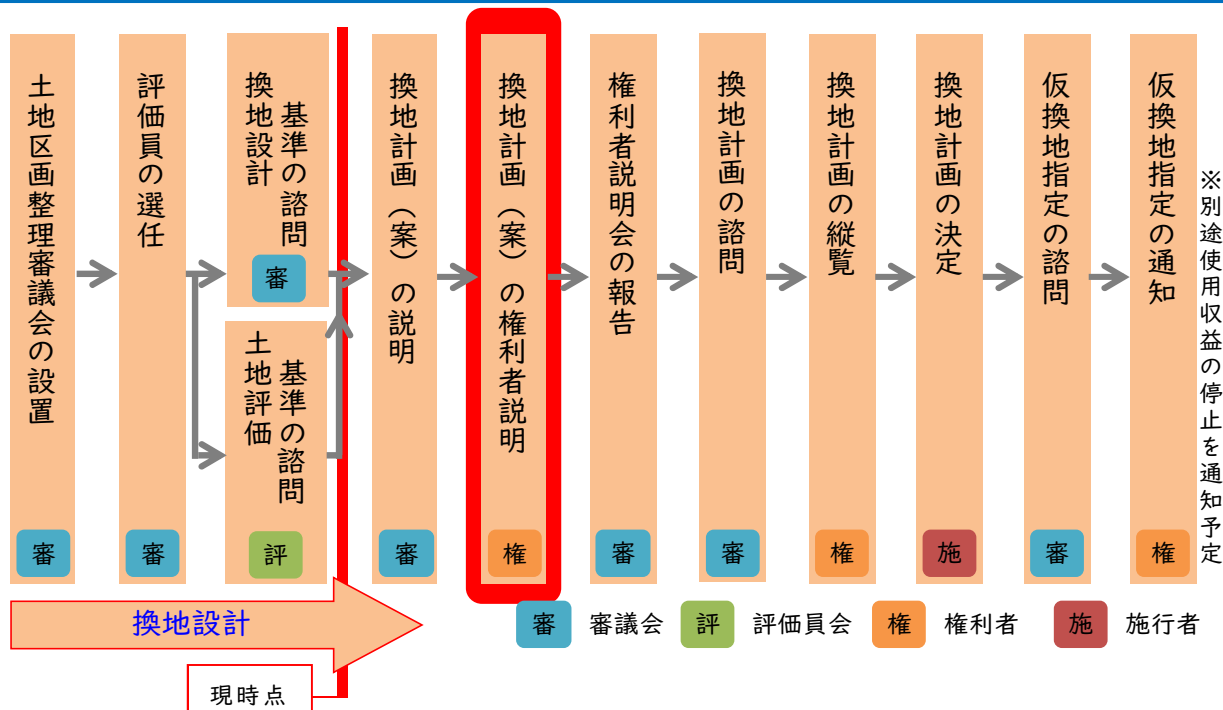 土地区画整理審議会の設置
審
評価員の選任
審
換地設計
基準の諮問
審
土地評価
基準の諮問
評
換地計画（案）の説明
審
換地計画（案）の権利者説明
権
権利者説明会の報告
審
換地計画の諮問
審
換地計画の縦覧
権
換地計画の決定
施
仮換地指定の諮問
審
仮換地指定の通知
権
※別途使用収益の停止を通知予定
換地設計
審 審議会
評 評価員会
権 権利者
施 施行者
現時点